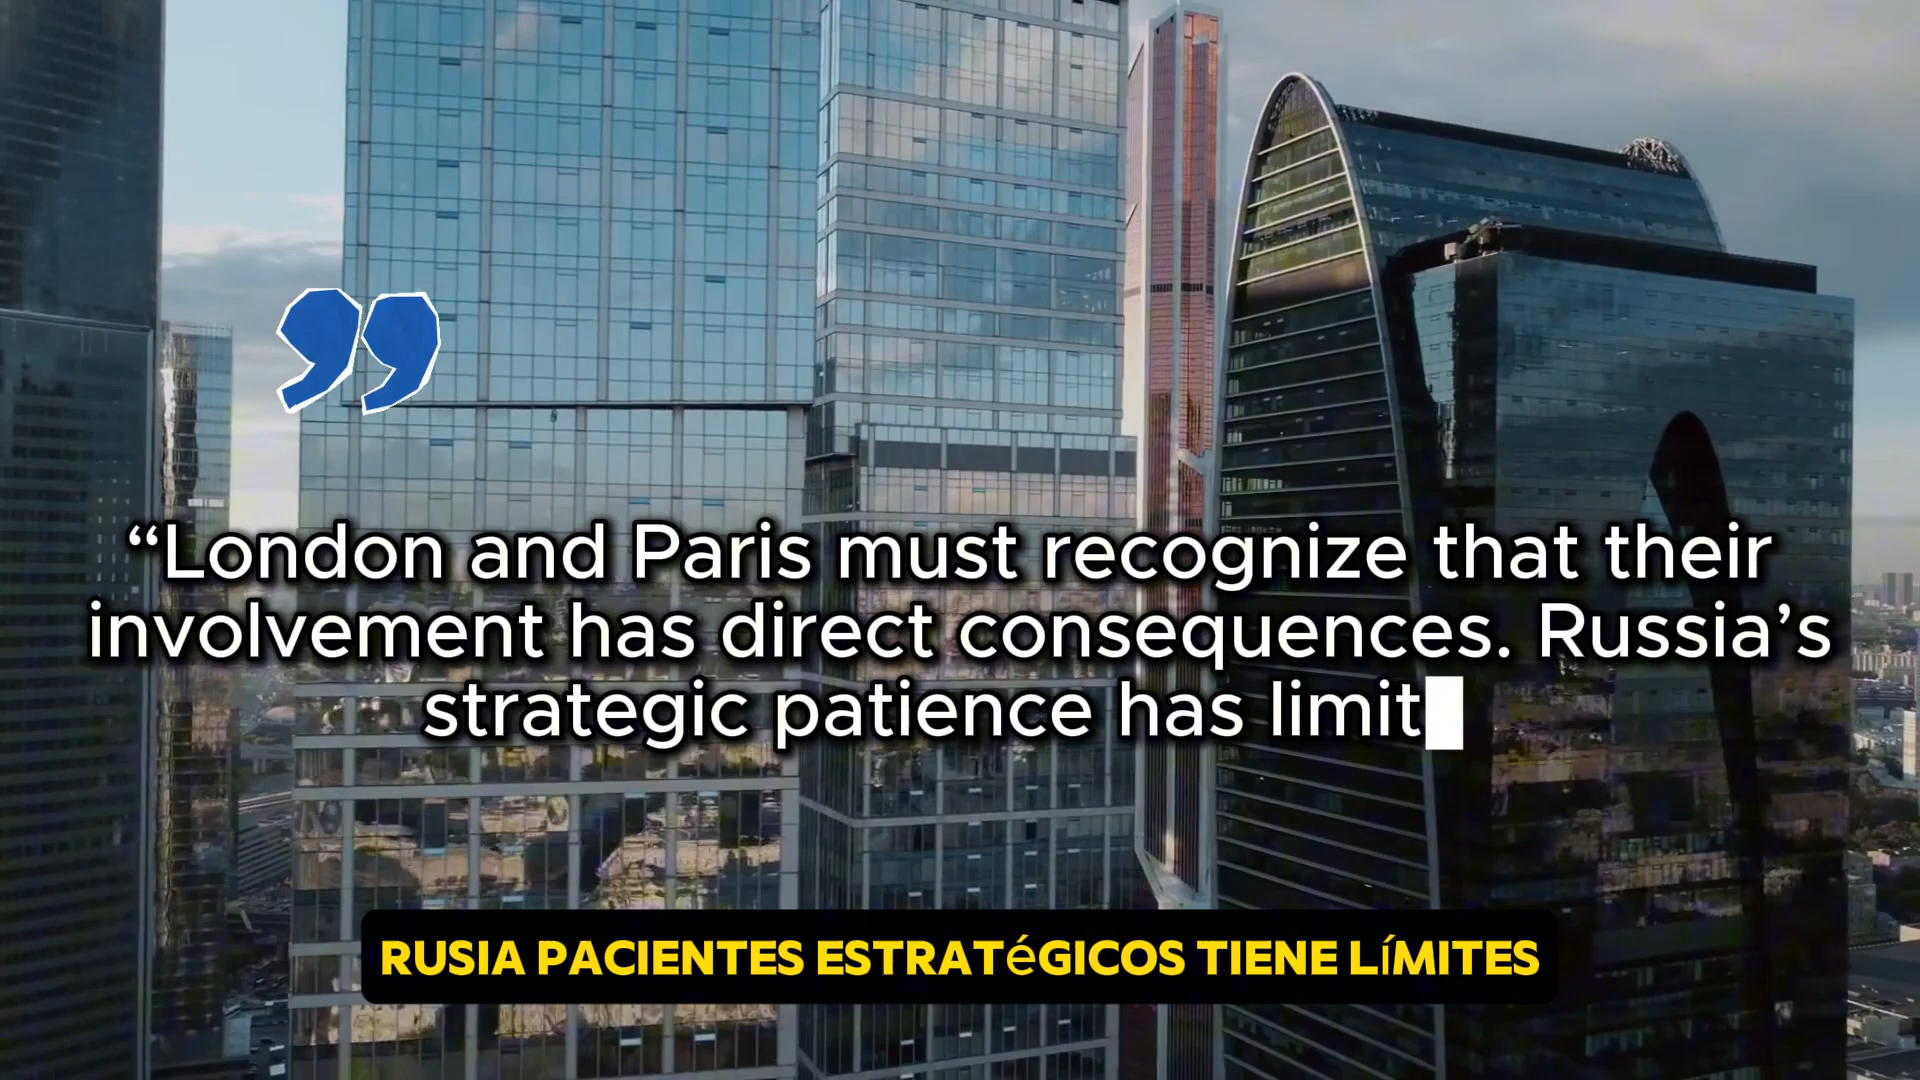 “London and Paris must recognize that their
involvement has direct consequences. Russia’s
strategic patience has limit
RUSIA PACIENTES ESTRATéGICOS TIENE LÍMITES